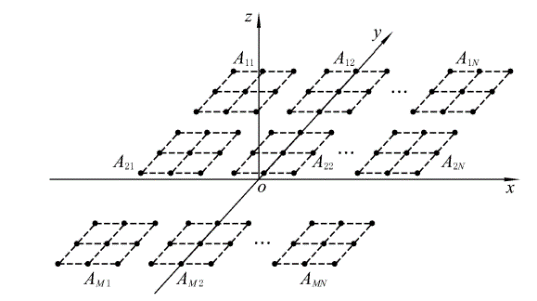 z
y
A11 A12 A1N
...
A21 A22 ... A2N
o x
...
AM1 AM2 AMN